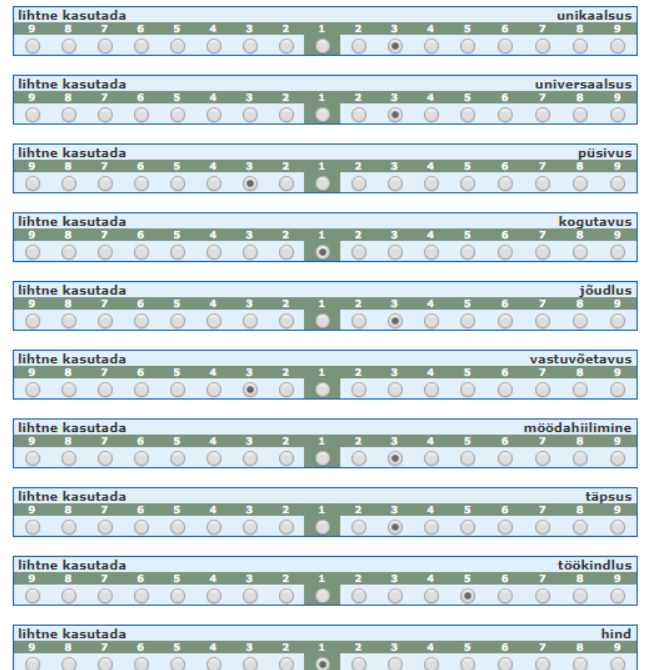 lihtne kasutada unikaalsus
9 8 7 6 5 4 3 2 1 2 3 4 5 6 7 8 9
lihtne kasutada universaalsus
9 8 7 6 5 4 3 2 1 2 3 4 5 6 7 8 9
lihtne kasutada püsivus
9 8 7 6 5 4 3 2 1 2 3 4 5 6 7 8 9
lihtne kasutada kogutavus
9 8 7 6 5 4 3 2 1 2 3 4 5 6 7 8 9
lihtne kasutada jõudlus
9 8 7 6 5 4 3 2 1 2 3 4 5 6 7 8 9
lihtne kasutada vastuvõetavus
9 8 7 6 5 4 3 2 1 2 3 4 5 6 7 8 9
lihtne kasutada möödahiilimine
9 8 7 6 5 4 3 2 1 2 3 4 5 6 7 8 9
lihtne kasutada täpsus
9 8 7 6 5 4 3 2 1 2 3 4 5 6 7 8 9
lihtne kasutada töökindlus
9 8 7 6 5 4 3 2 1 2 3 4 5 6 7 8 9
lihtne kasutada hind
9 8 7 6 5 4 3 2 1 2 3 4 5 6 7 8 9